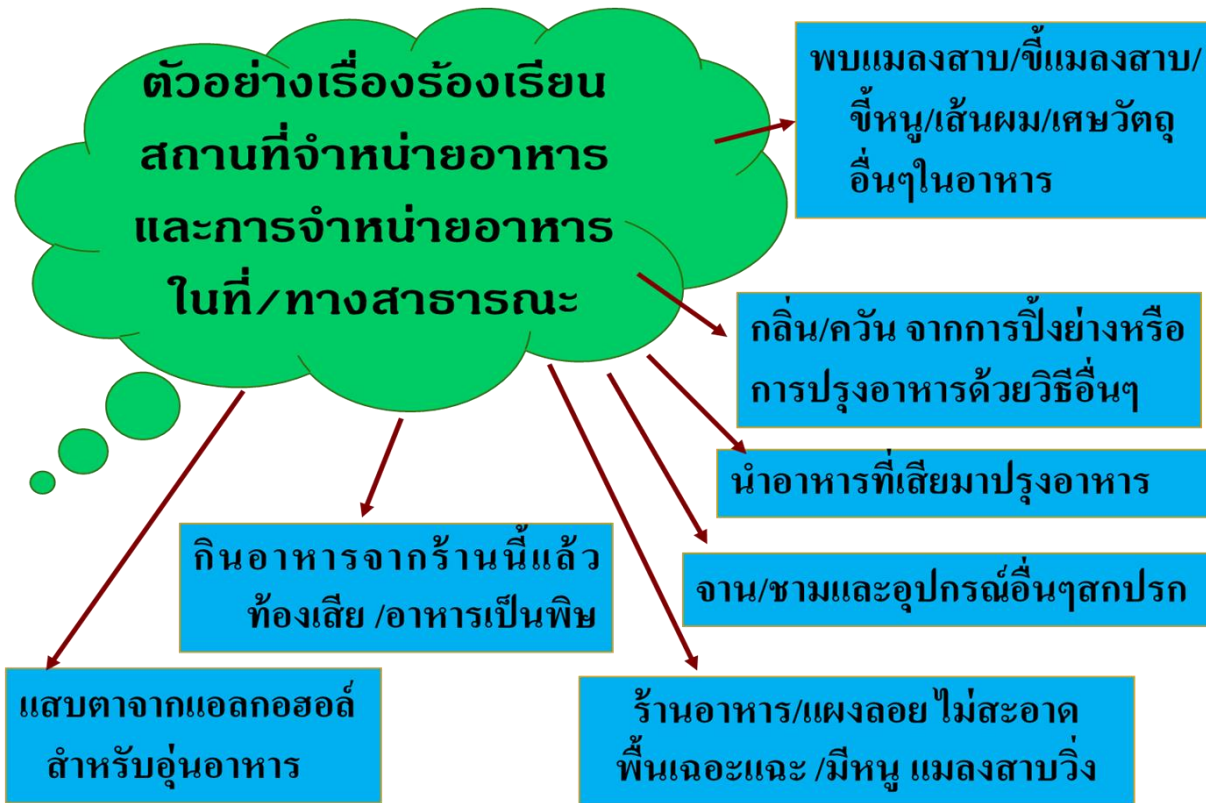 ตัวอย่างเรื่องร้องเรียน
สถานที่จำหน่ายอาหาร
และการจำหน่ายอาหาร
ในที่/ทางสาธารณะ
พบแมลงสาบ/ขี้แมลงสาบ/
ขี้หนู/เส้นผม/เศษวัตถุ
อื่นๆในอาหาร
กลิ่น/ควัน จากการปิ้งย่างหรือ
การปรุงอาหารด้วยวิธีอื่นๆ
นำอาหารที่เสียมาปรุงอาหาร
จาน/ชามและอุปกรณ์อื่นๆสกปรก
ร้านอาหาร/แผงลอย ไม่สะอาด
พื้นเฉอะแฉะ /มีหนู แมลงสาบวิ่ง
กินอาหารจากร้านนี้แล้ว
ท้องเสีย /อาหารเป็นพิษ
แสบตาจากแอลกอฮอล์
สำหรับอุ่นอาหาร